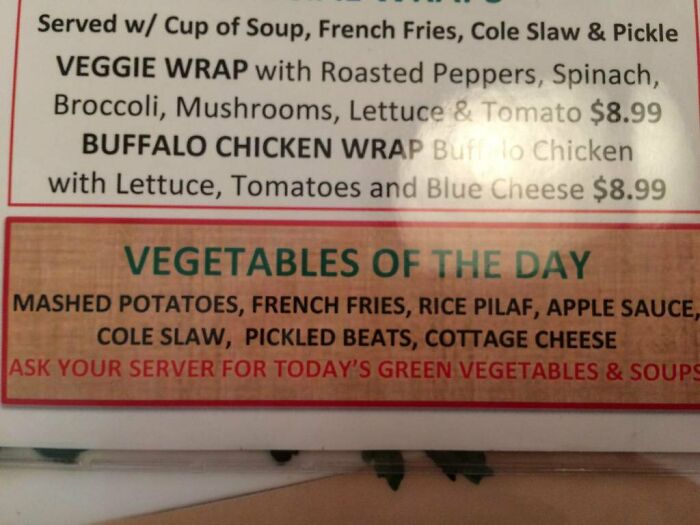 Served w/ Cup of Soup, French Fries, Cole Slaw & Pickle
VEGGIE WRAP with Roasted Peppers, Spinach,
Broccoli, Mushrooms, Lettuce & Tomato $8.99
BUFFALO CHICKEN WRAP Buffalo Chicken
with Lettuce, Tomatoes and Blue Cheese $8.99
VEGETABLES OF THE DAY
MASHED POTATOES, FRENCH FRIES, RICE PILAF, APPLE SAUCE,
COLE SLAW, PICKLED BEATS, COTTAGE CHEESE
ASK YOUR SERVER FOR TODAY'S GREEN VEGETABLES & SOUPS